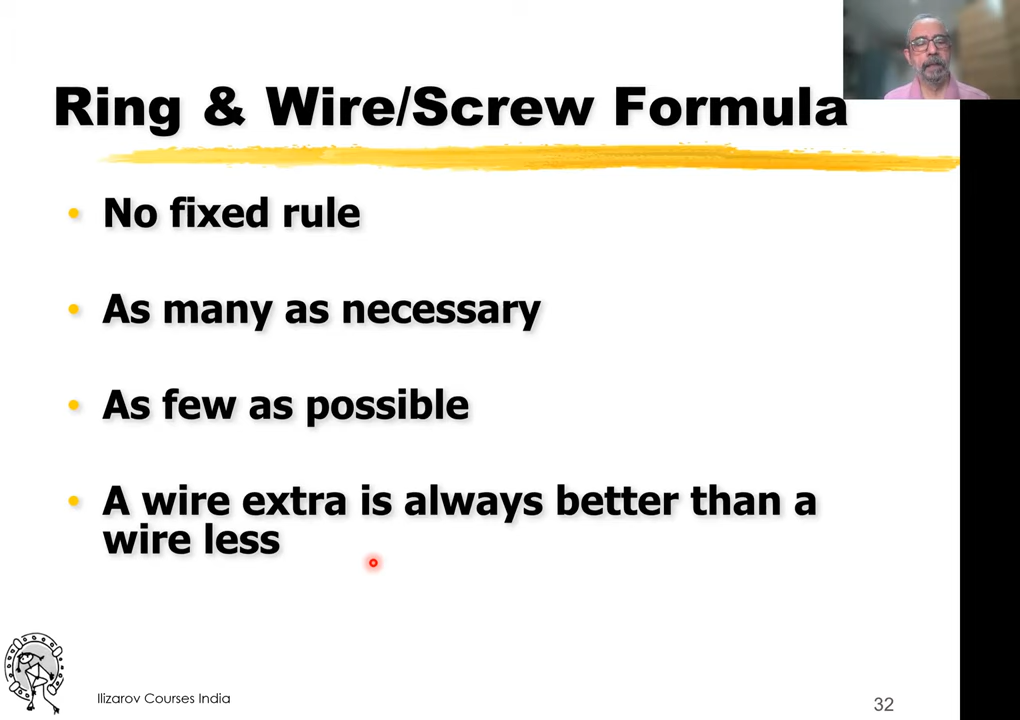 Ring & Wire/Screw Formula
• No fixed rule
• As many as necessary
• As few as possible
• A wire extra is always better than a
wire less
Ilizarov Courses India
32